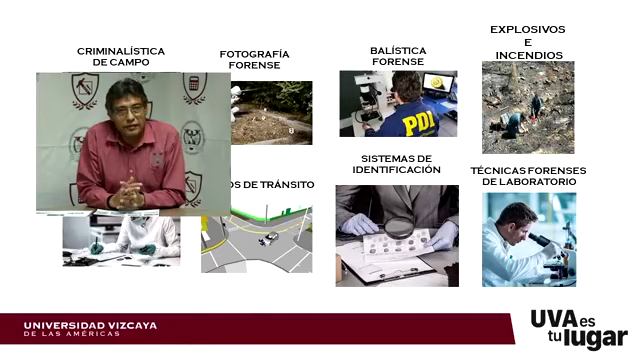 CRIMINALÍSTICA
DE CAMPO
FOTOGRAFÍA
FORENSE
BALÍSTICA
FORENSE
EXPLOSIVOS
E
INCENDIOS
PDI
OS DE TRÁNSITO
SISTEMAS DE
IDENTIFICACIÓN
TÉCNICAS FORENSES
DE LABORATORIO
UNIVERSIDAD VIZCAYA
DE LAS AMÉRICAS
UVA es
tu lugar